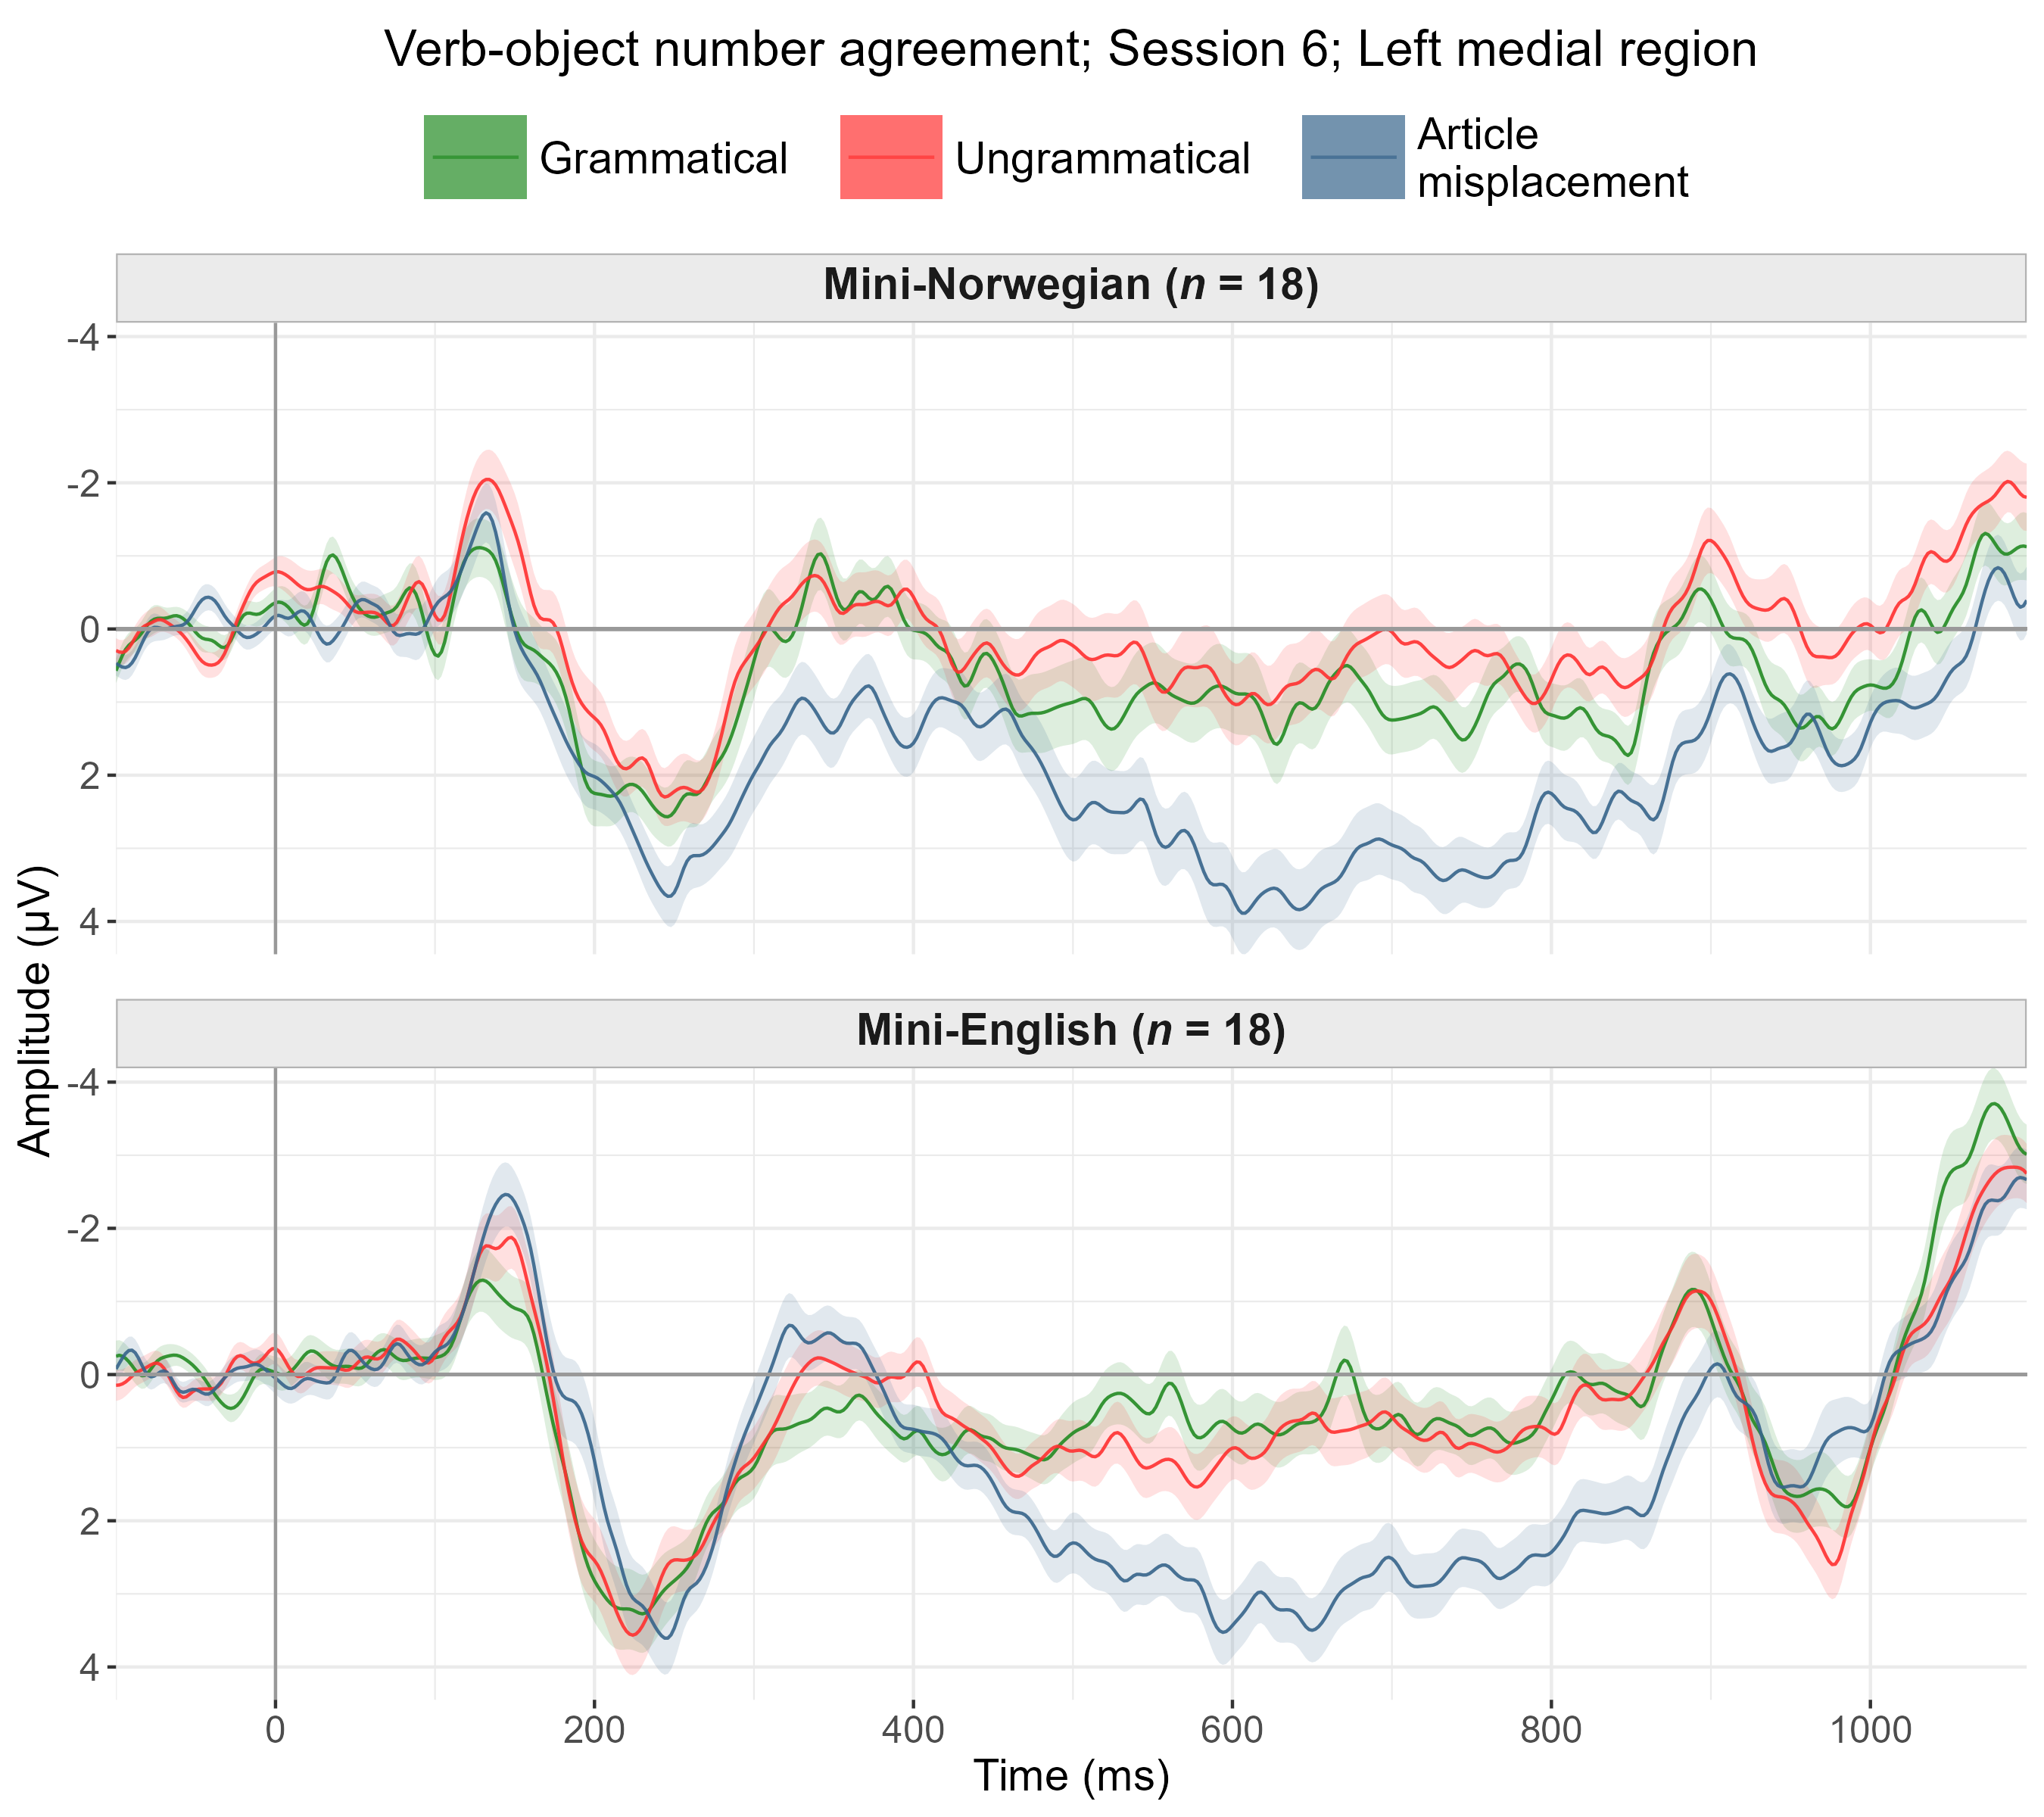 Verb-object number agreement; Session 6; Left medial region
Grammatical
Ungrammatical
Article
misplacement
Mini-Norwegian (n = 18)
-4
-2
0
2
4
Amplitude (µV)
Mini-English (n = 18)
-4
-2
0
2
4
0 200 400 600 800 1000
Time (ms)